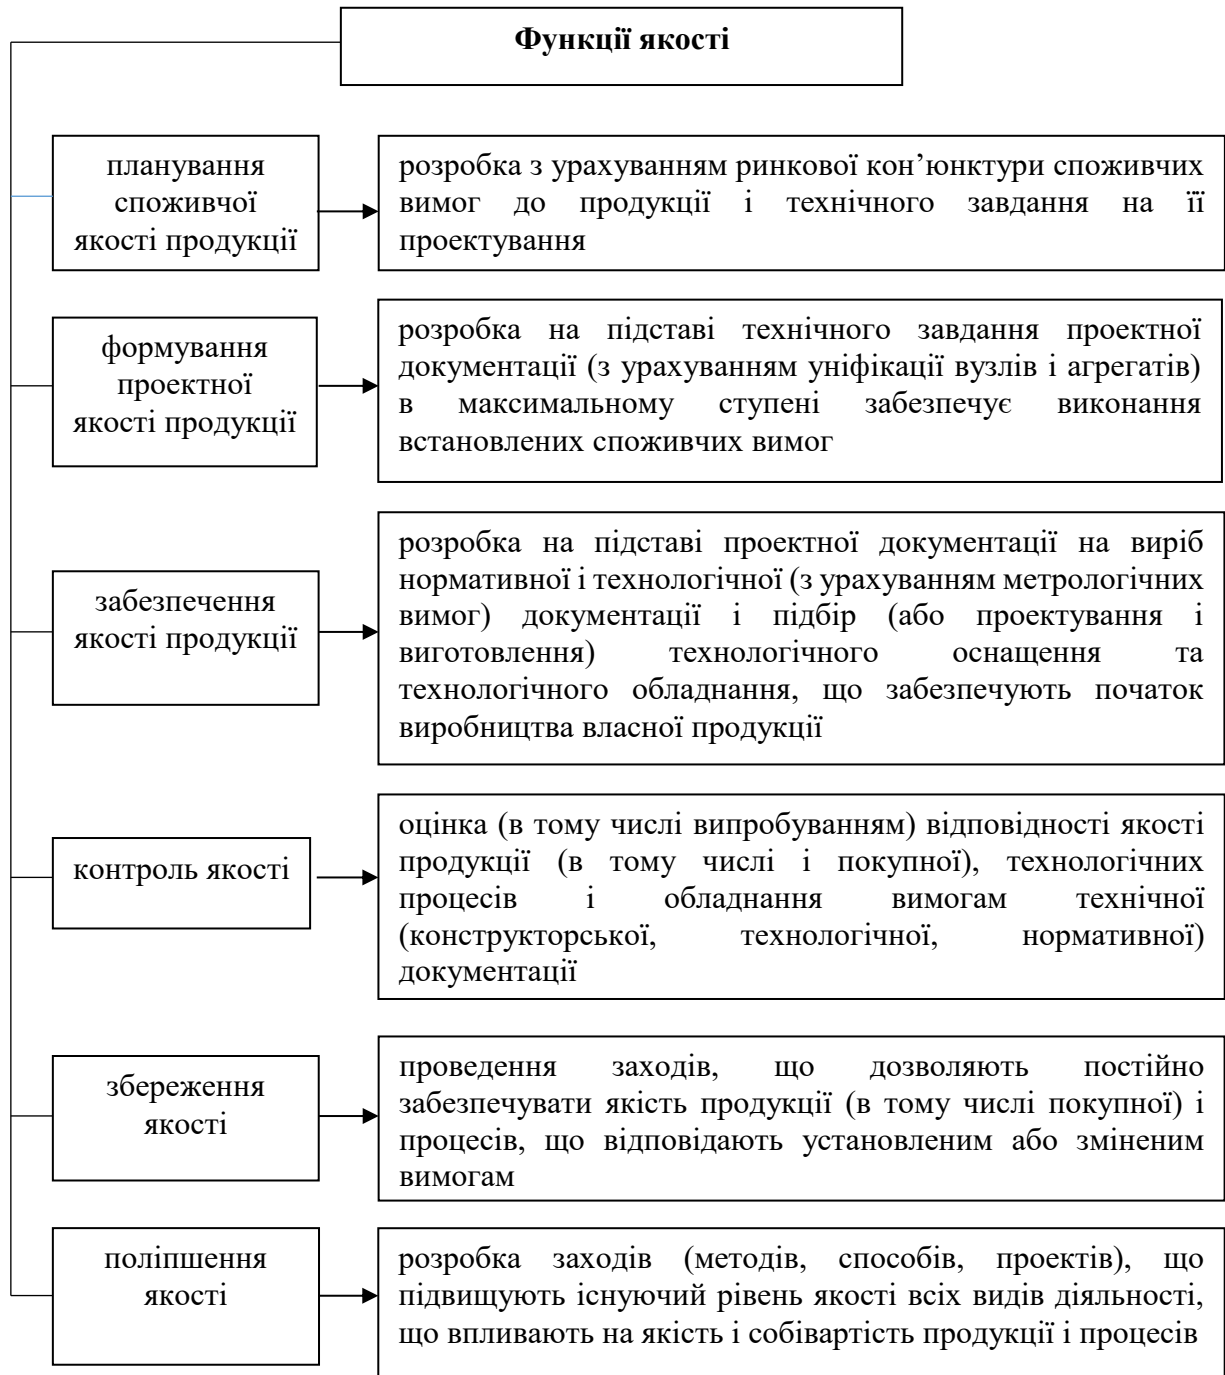 Функції якості
планування
споживчої
якості продукції
розробка з урахуванням ринкової кон’юнктури споживчих
вимог до продукції і технічного завдання на її
проектування
формування
проектної
якості продукції
розробка на підставі технічного завдання проектної
документації (з урахуванням уніфікації вузлів і агрегатів)
в максимальному ступені забезпечує виконання
встановлених споживчих вимог
забезпечення
якості продукції
розробка на підставі проектної документації на виріб
нормативної і технологічної (з урахуванням метрологічних
вимог) документації і підбір (або проектування і
виготовлення) технологічного оснащення та
технологічного обладнання, що забезпечують початок
виробництва власної продукції
контроль якості
оцінка (в тому числі випробуванням) відповідності якості
продукції (в тому числі і покупної), технологічних
процесів і обладнання вимогам технічної
(конструкторської, технологічної, нормативної)
документації
збереження
якості
проведення заходів, що дозволяють постійно
забезпечувати якість продукції (в тому числі покупної) і
процесів, що відповідають установленим або зміненим
вимогам
поліпшення
якості
розробка заходів (методів, способів, проектів), що
підвищують існуючий рівень якості всіх видів діяльності,
що впливають на якість і собівартість продукції і процесів